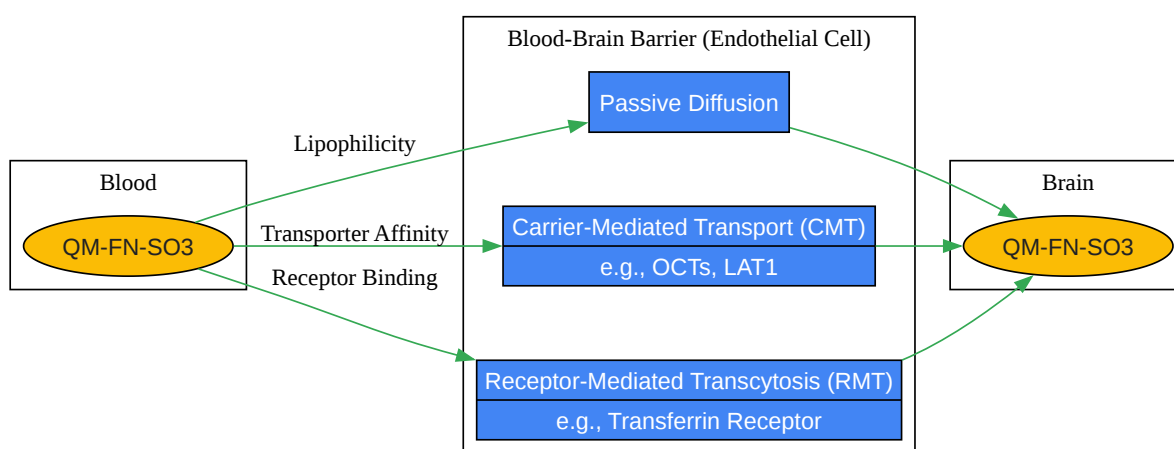 Blood-Brain Barrier (Endothelial Cell)
Passive Diffusion
Lipophilicity
Blood
Brain
QM-FN-SO3
Transporter Affinity
Carrier-Mediated Transport (CMT)
e.g., OCTs, LAT1
QM-FN-SO3
Receptor Binding
Receptor-Mediated Transcytosis (RMT)
e.g., Transferrin Receptor